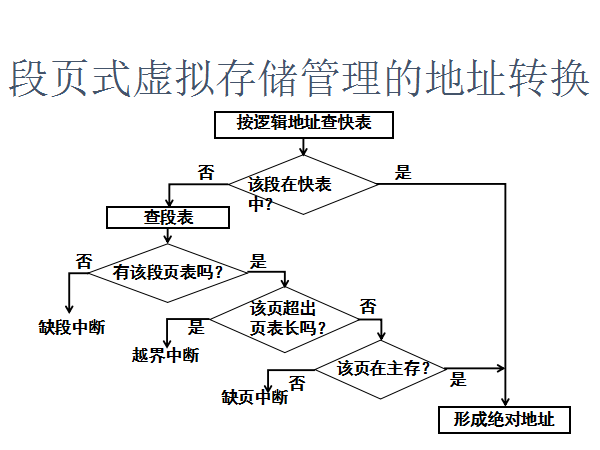 段页式虚拟存储管理的地址转换
按逻辑地址查快表
否
该段在快表
中？
是
查段表
否
有该段页表吗？
是
缺段中断
该页超出
页表长吗？
否
是
越界中断
该页在主存？
否
是
缺页中断
形成绝对地址